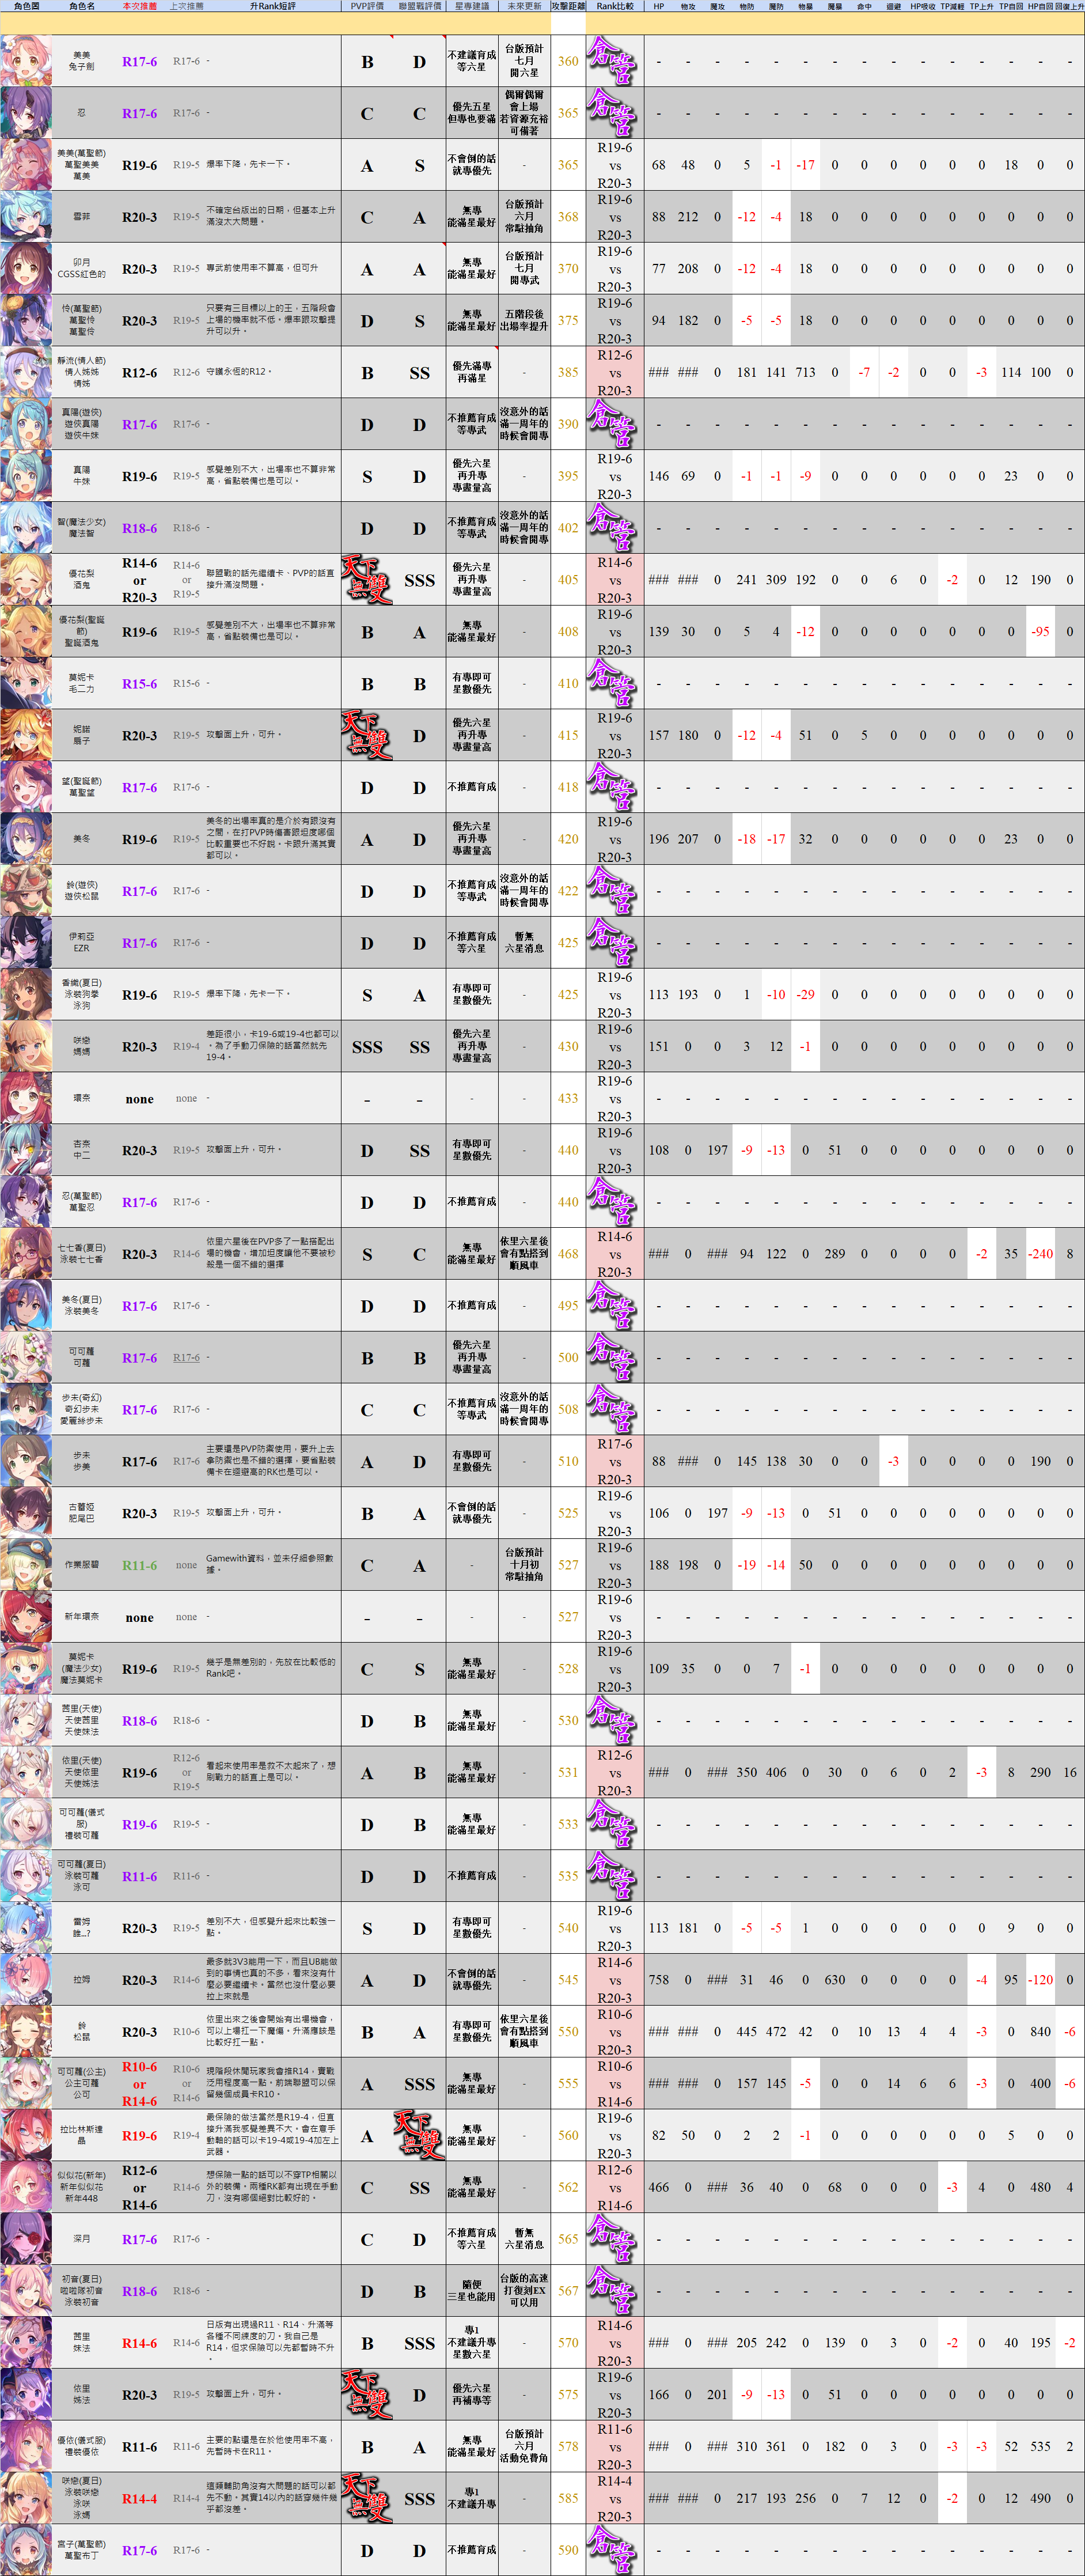 角色圖 角色名 本次推薦 上次推薦 升Rank短評 PVP評價 聯盟戰評價 星專建議 未來更新 攻擊距離 Rank比較 HP 物攻 魔攻 物防 魔防 物暴 魔暴 命中 迴避 HP吸收 TP減輕 TP上升 TP自回 HP自回 回復上升
美美 兔子劍 R17-6 R17-6 - B D 不建議育成 等六星 台版預計 七月 開六星 360 倉管 - - - - - - - - - - - - - - -
忍 R17-6 R17-6 - C C 優先五星 但專也要滿 偶爾偶爾 會上場 若資源充裕 可備著 365 倉管 - - - - - - - - - - - - - - -
美美(萬聖節) 萬聖美美 萬美 R19-6 R19-5 爆率下降，先卡一下。 A S 不會倒的話 就專優先 - 365 R19-6 vs R20-3 68 48 0 5 -1 -17 0 0 0 0 0 0 18 0 0
雪菲 R20-3 R19-5 不確定台版出的日期，但基本上升滿沒太大問題。 C A 無專 能滿星最好 台版預計 六月 常駐抽角 368 R19-6 vs R20-3 88 212 0 -12 -4 18 0 0 0 0 0 0 0 0 0
卯月 CGSS紅色的 R20-3 R19-5 專武前使用率不算高，但可升 A A 無專 能滿星最好 台版預計 七月 開專武 370 R19-6 vs R20-3 77 208 0 -12 -4 18 0 0 0 0 0 0 0 0 0
伶(萬聖節) 萬聖伶 萬聖伶 R20-3 R19-5 只要有三目標以上的王，五階段會上場的機率就不低。爆率跟攻擊提升可以升。 D S 無專 能滿星最好 五階段後 出場率提升 375 R19-6 vs R20-3 94 182 0 -5 -5 18 0 0 0 0 0 0 0 0 0
靜流(情人節) 情人姊姊 情姊 R12-6 R12-6 守護永恆的R12。 B SS 優先滿專 再滿星 - 385 R12-6 vs R20-3 ### ### 0 181 141 713 0 -7 -2 0 0 -3 114 100 0
真陽(遊俠) 遊俠真陽 遊俠牛妹 R17-6 R17-6 - D D 不推薦育成 等專武 沒意外的話 滿一周年的 時候會開專 390 倉管 - - - - - - - - - - - - - - -
真陽 牛妹 R19-6 R19-5 感覺差別不大，出場率也不算非常高，省點裝備也是可以。 S D 優先六星 再升專 專盡量高 - 395 R19-6 vs R20-3 146 69 0 -1 -1 -9 0 0 0 0 0 0 23 0 0
智(魔法少女) 魔法智 R18-6 R18-6 - D D 不推薦育成 等專武 沒意外的話 滿一周年的 時候會開專 402 倉管 - - - - - - - - - - - - - - -
優花梨 酒鬼 R14-6 or R20-3 R14-6 or R19-5 聯盟戰的話先繼續卡、PVP的話直接升滿沒問題。 天下無雙 SSS 優先六星 再升專 專盡量高 - 405 R14-6 vs R20-3 ### ### 0 241 309 192 0 0 6 0 -2 0 12 190 0
優花梨(聖誕節) 聖誕酒鬼 R19-6 R19-5 感覺差別不大，出場率也不算非常高，省點裝備也是可以。 B A 無專 能滿星最好 - 408 R19-6 vs R20-3 139 30 0 5 4 -12 0 0 0 0 0 0 0 -95 0
莫妮卡 毛二力 R15-6 R15-6 - B B 有專即可 星數優先 - 410 倉管 - - - - - - - - - - - - - - -
妮諾 扇子 R20-3 R19-5 攻擊面上升，可升。 天下無雙 D 優先六星 再升專 專盡量高 - 415 R19-6 vs R20-3 157 180 0 -12 -4 51 0 5 0 0 0 0 0 0 0
望(聖誕節) 萬聖望 R17-6 R17-6 - D D 不推薦育成 - 418 倉管 - - - - - - - - - - - - - - -
美冬 R19-6 R19-5 美冬的出場率真的是介於有跟沒有之間，在打PVP時傷害跟坦度哪個比較重要也不好說。卡跟升滿其實都可以。 A D 優先六星 再升專 專盡量高 - 420 R19-6 vs R20-3 196 207 0 -18 -17 32 0 0 0 0 0 0 23 0 0
鈴(遊俠) 遊俠松鼠 R17-6 R17-6 - D D 不推薦育成 等專武 沒意外的話 滿一周年的 時候會開專 422 倉管 - - - - - - - - - - - - - - -
伊莉亞 EZR R17-6 R17-6 - D D 不推薦育成 等六星 暫無 六星消息 425 倉管 - - - - - - - - - - - - - - -
香織(夏日) 泳裝狗拳 泳狗 R19-6 R19-5 爆率下降，先卡一下。 S A 有專即可 星數優先 - 425 R19-6 vs R20-3 113 193 0 1 -10 -29 0 0 0 0 0 0 0 0 0
咲戀 媽媽 R20-3 R19-4 差距很小，卡19-6或19-4也都可以。為了手動刀保險的話當然就先19-4。 SSS SS 優先六星 再升專 專盡量高 - 430 R19-6 vs R20-3 151 0 0 3 12 -1 0 0 0 0 0 0 0 0 0
環奈 none none - - - - - 433 R19-6 vs R20-3 - - - - - - - - - - - - - - -
杏奈 中二 R20-3 R19-5 攻擊面上升，可升。 D SS 有專即可 星數優先 - 440 R19-6 vs R20-3 108 0 197 -9 -13 0 51 0 0 0 0 0 0 0 0
忍(萬聖節) 萬聖忍 R17-6 R17-6 - D D 不推薦育成 - 440 倉管 - - - - - - - - - - - - - - -
七七香(夏日) 泳裝七七香 R20-3 R14-6 依里六星後在PVP多了一點搭配出場的機會，增加坦度讓他不要被秒殺是一個不錯的選擇 S C 無專 能滿星最好 依里六星後 會有點搭到 順風車 468 R14-6 vs R20-3 ### 0 ### 94 122 0 289 0 0 0 0 -2 35 -240 8
美冬(夏日) 泳裝美冬 R17-6 R17-6 - D D 不推薦育成 - 495 倉管 - - - - - - - - - - - - - - -
可可蘿 可蘿 R17-6 R17-6 - B B 優先六星 再升專 專盡量高 - 500 倉管 - - - - - - - - - - - - - - -
步未(奇幻) 奇幻步未 愛麗絲步未 R17-6 R17-6 - C C 不推薦育成 等專武 沒意外的話 滿一周年的 時候會開專 508 倉管 - - - - - - - - - - - - - - -
步未 步美 R17-6 R17-6 主要還是PVP防禦使用，要升上去拿防禦也是不錯的選擇，要省點裝備卡在迴避高的RK也是可以。 A D 有專即可 星數優先 - 510 R17-6 vs R20-3 88 ### 0 145 138 30 0 0 -3 0 0 0 0 190 0
古蕾婭 肥尾巴 R20-3 R19-5 攻擊面上升，可升。 B A 不會倒的話 就專優先 - 525 R19-6 vs R20-3 106 0 197 -9 -13 0 51 0 0 0 0 0 0 0 0
作業服碧 R11-6 none Gamewith資料，並未仔細參照數據。 C A - 台版預計 十月初 常駐抽角 527 R19-6 vs R20-3 188 198 0 -19 -14 50 0 0 0 0 0 0 0 0 0
新年環奈 none none - - - - - 527 R19-6 vs R20-3 - - - - - - - - - - - - - - -
莫妮卡 (魔法少女) 魔法莫妮卡 R19-6 R19-5 幾乎是無差別的，先放在比較低的Rank吧。 C S 無專 能滿星最好 - 528 R19-6 vs R20-3 109 35 0 0 7 -1 0 0 0 0 0 0 0 0 0
茜里(天使) 天使茜里 天使妹法 R18-6 R18-6 - D B 無專 能滿星最好 - 530 倉管 - - - - - - - - - - - - - - -
依里(天使) 天使依里 天使姊法 R19-6 R12-6 or R19-5 看起來使用率是救不太起來了，想刷戰力的話直上是可以。 A B 無專 能滿星最好 - 531 R12-6 vs R20-3 ### 0 ### 350 406 0 30 0 6 0 2 -3 8 290 16
可可蘿(儀式服) 禮裝可蘿 R19-6 R19-5 - D B 無專 能滿星最好 - 533 倉管 - - - - - - - - - - - - - - -
可可蘿(夏日) 泳裝可蘿 泳可 R11-6 R11-6 - D D 不推薦育成 - 535 倉管 - - - - - - - - - - - - - - -
雷姆 誰...? R20-3 R19-5 差別不大，但感覺升起來比較強一點。 S D 有專即可 星數優先 - 540 R19-6 vs R20-3 113 181 0 -5 -5 1 0 0 0 0 0 0 9 0 0
拉姆 R20-3 R14-6 最多就3V3能用一下，而且UB能做到的事情也真的不多，看來沒有什麼必要繼續卡。當然也沒什麼必要拉上來就是 A D 不會倒的話 就專優先 - 545 R14-6 vs R20-3 758 0 ### 31 46 0 630 0 0 0 0 -4 95 -120 0
鈴 松鼠 R20-3 R10-6 依里出來之後會開始有出場機會，可以上場扛一下魔傷。升滿應該是比較好扛一點。 B A 有專即可 星數優先 依里六星後 會有點搭到 順風車 550 R10-6 vs R20-3 ### ### 0 445 472 42 0 10 13 4 4 -3 0 840 -6
可可蘿(公主) 公主可蘿 公可 R10-6 or R14-6 R10-6 or R14-6 現階段休閒玩家我會推R14，實戰泛用程度高一點。前端聯盟可以保留幾個成員卡R10。 A SSS 無專 能滿星最好 - 555 R10-6 vs R14-6 ### ### 0 157 145 -5 0 0 14 6 6 -3 0 400 -6
拉比林斯達 晶 R19-6 R19-4 最保險的做法當然是R19-4，但直接升滿我感覺差異不大。會在意手動軸的話可以卡19-4或19-4加左上武器。 A 天下無雙 無專 能滿星最好 - 560 R19-6 vs R20-3 82 50 0 2 2 -1 0 0 0 0 0 0 5 0 0
似似花(新年) 新年似似花 新年448 R12-6 or R14-6 R14-6 想保險一點的話可以不穿TP相關以外的裝備。兩種RK都有出現在手動刀，沒有哪個絕對比較好的。 C SS 無專 能滿星最好 - 562 R12-6 vs R14-6 466 0 ### 36 40 0 68 0 0 0 -3 4 0 480 4
深月 R17-6 R17-6 - C D 不推薦育成 等六星 暫無 六星消息 565 倉管 - - - - - - - - - - - - - - -
初音(夏日) 啦啦隊初音 泳裝初音 R18-6 R18-6 - D B 隨便 三星也能用 台版的高速 打復刻EX 可以用 567 倉管 - - - - - - - - - - - - - - -
茜里 妹法 R14-6 R14-6 日版有出現過R11、R14、升滿等各種不同練度的刀。我自己是R14，但求保險可以先都暫時不升。 B SSS 專1 不建議升專 星數六星 - 570 R14-6 vs R20-3 ### 0 ### 205 242 0 139 0 3 0 -2 0 40 195 -2
依里 姊法 R20-3 R19-5 攻擊面上升，可升。 天下無雙 D 優先六星 再補專等 - 575 R19-6 vs R20-3 166 0 201 -9 -13 0 51 0 0 0 0 0 0 0 0
優依(儀式服) 禮裝優依 R11-6 R11-6 主要的點還是在於他使用率不高，先暫時卡在R11。 B A 無專 能滿星最好 台版預計 六月 活動免費角 578 R11-6 vs R20-3 ### 0 ### 310 361 0 182 0 3 0 -3 -3 52 535 2
咲戀(夏日) 泳裝咲戀 泳咲 泳媽 R14-4 R14-4 這類輔助角沒有大問題的話可以都先不動。其實14以內的話穿幾件幾乎都沒差。 天下無雙 SSS 專1 不建議升專 - 585 R14-4 vs R20-3 ### ### 0 217 193 256 0 7 12 0 -2 0 12 490 0
宮子(萬聖節) 萬聖布丁 R17-6 R17-6 - D D 不推薦育成 - 590 倉管 - - - - - - - - - - - - - - -